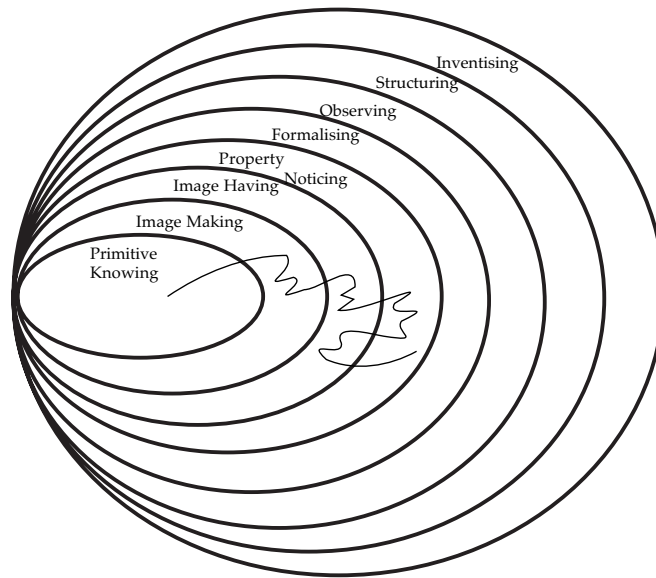 Inventising
Structuring
Observing
Formalising
Property
Noticing
Image Having
Image Making
Primitive
Knowing